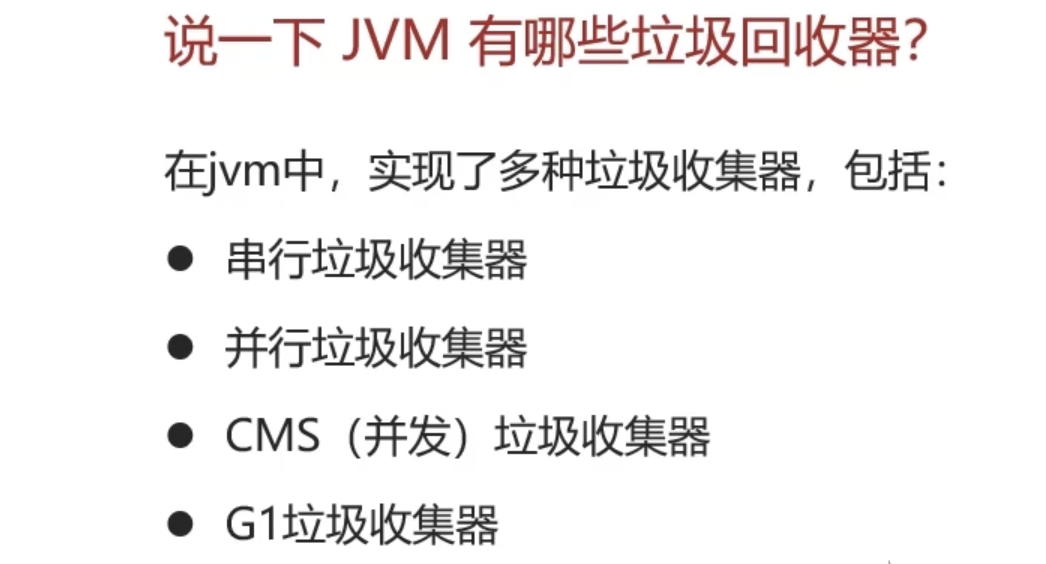 说一下 JVM 有哪些垃圾回收器？
在jvm中，实现了多种垃圾收集器，包括：
● 串行垃圾收集器
● 并行垃圾收集器
● CMS（并发）垃圾收集器
● G1垃圾收集器